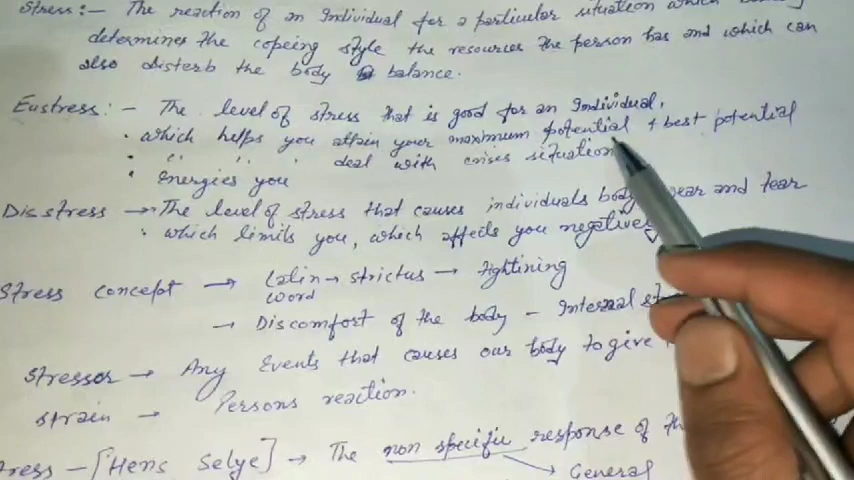 Stress:- The reaction of an Individual for a particular situation which
determines the copeing style the resources the person has and which can
also disturb the body balance.
Eustress:- The level of stress that is good for an Individual.
• which helps you attain your maximum potential + best potential
• " " deal with crises situation
• energies you
Disstress → The level of stress that causes individuals body wear and tear
• which limits you, which affects you negatively
Stress concept → Latin → strictus → Tightining
word
→ Discomfost of the body - Internal
Stressor → Any Events that causes our body to give
strain → Persons reaction.
stress - [Hens Selye] → The non specific response of
General